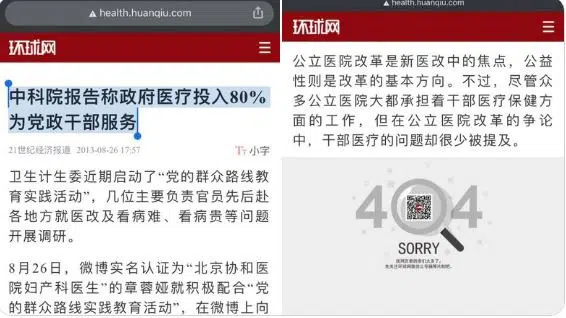 health.huanqiu.com
环球网
中科院报告称政府医疗投入80%
为党政干部服务
21世纪经济报道 2013-08-26 17:57
Tт 小字
卫生计生委近期启动了“党的群众路线教
育实践活动”，几位主要负责官员先后赴
各地方就医改及看病难、看病贵等问题
开展调研。
8月26日，微博实名认证为“北京协和医
院妇产科医生”的章蓉娅就积极配合“党
的群众路线实践教育活动”，在微博上向
health.huanqiu.com
环球网
公立医院改革是新医改中的焦点，公益
性则是改革的基本方向。不过，尽管众
多公立医院大都承担着干部医疗保健方
面的工作，但在公立医院改革的争论
中，干部医疗的问题却很少被提及。
404
SORRY